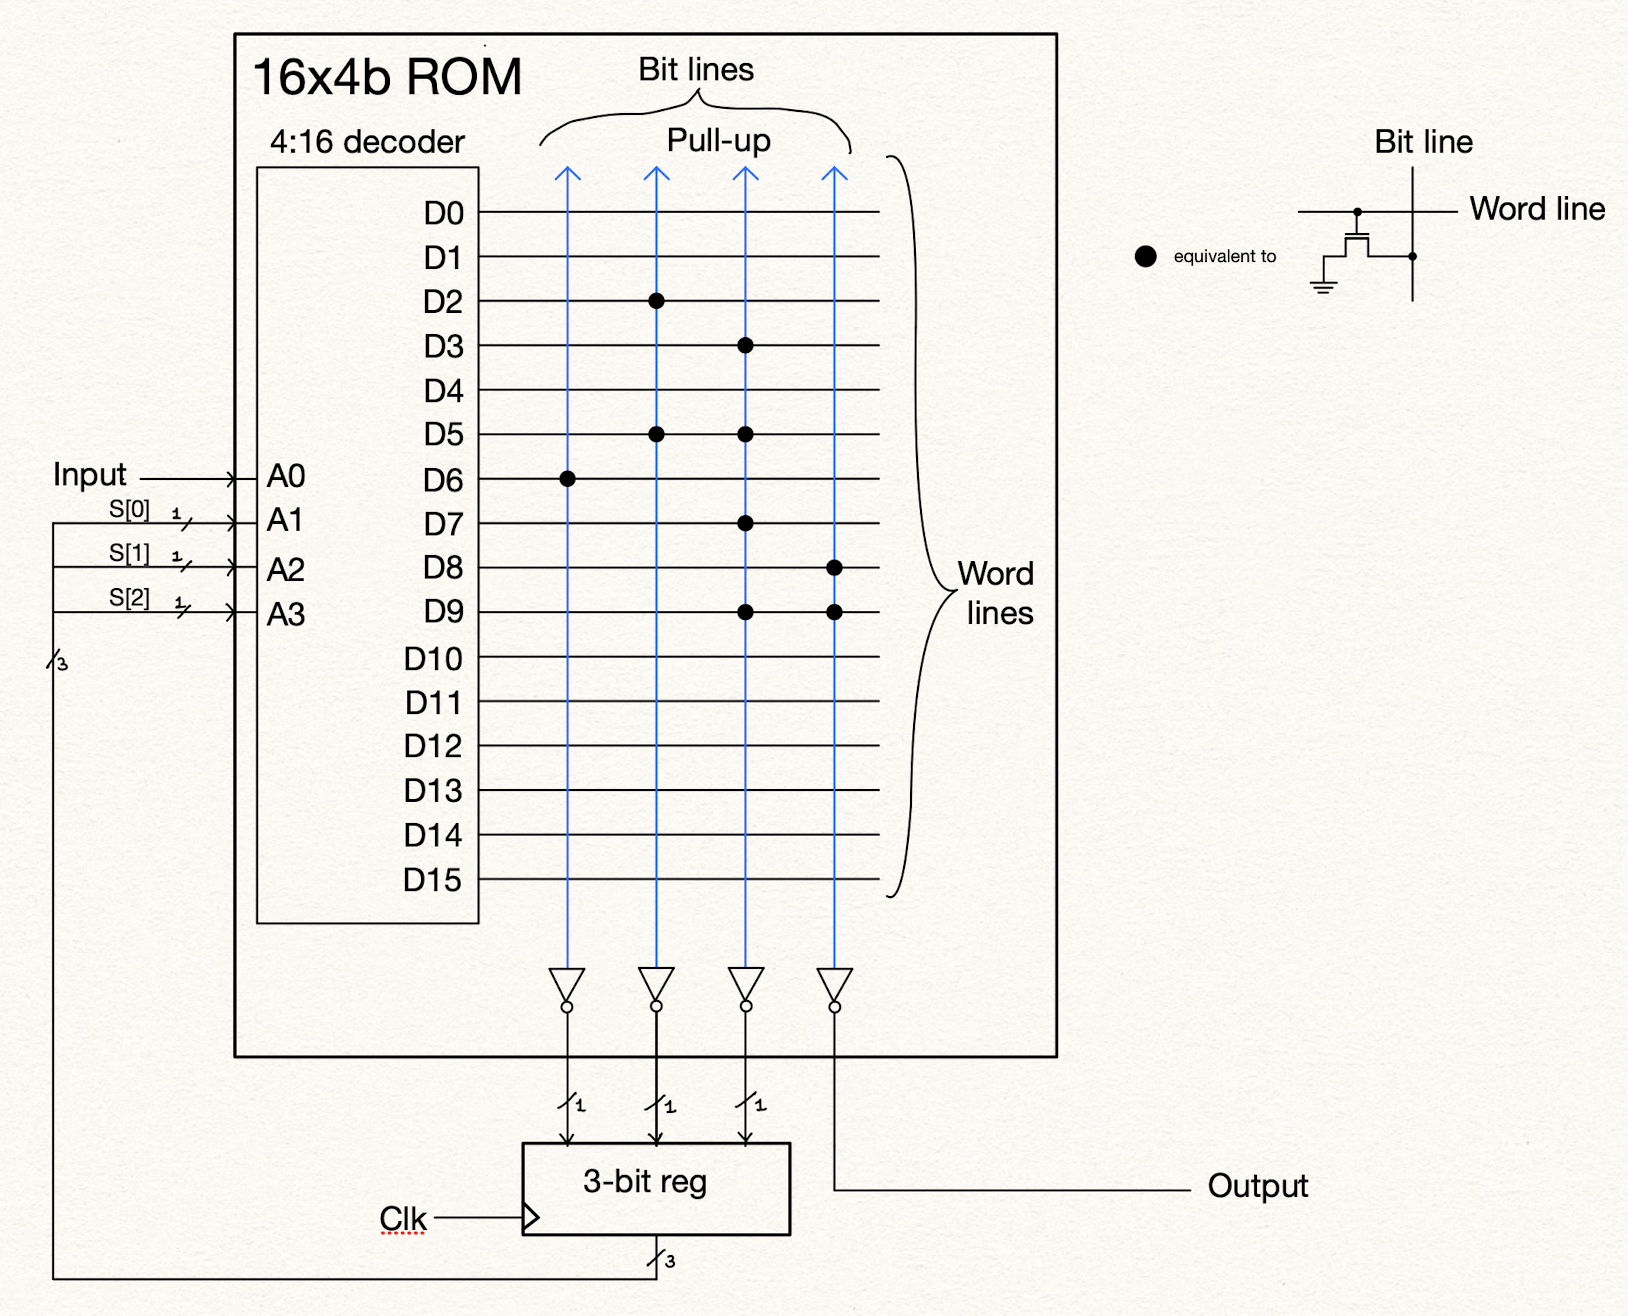 16x4b ROM
Bit lines
4:16 decoder
Pull-up
Bit line
Word line
equivalent to
D0
D1
D2
D3
D4
D5
D6
D7
D8
D9
D10
D11
D12
D13
D14
D15
Input
A0
S[0]
1
A1
S[1]
1
A2
S[2]
1
A3
3
Word
lines
1
1
1
3-bit reg
Clk
Output
3